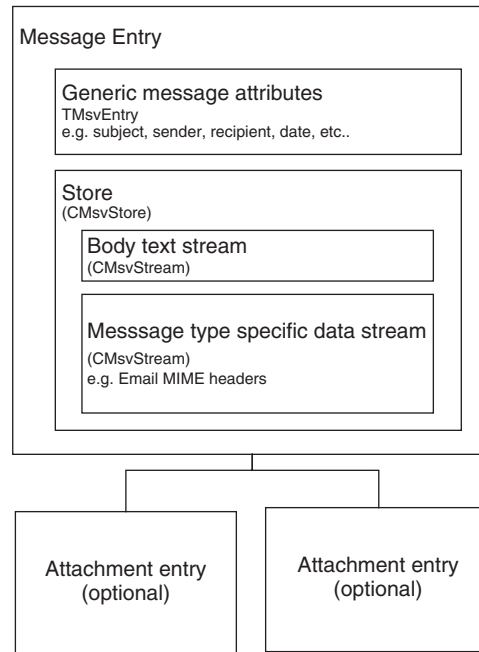 Message Entry
Generic message attributes
TMsvEntry
e.g. subject, sender, recipient, date, etc..
Store
(CMsvStore)
Body text stream
(CMsvStream)
Messsage type specific data stream
(CMsvStream)
e.g. Email MIME headers
Attachment entry
(optional)
Attachment entry
(optional)